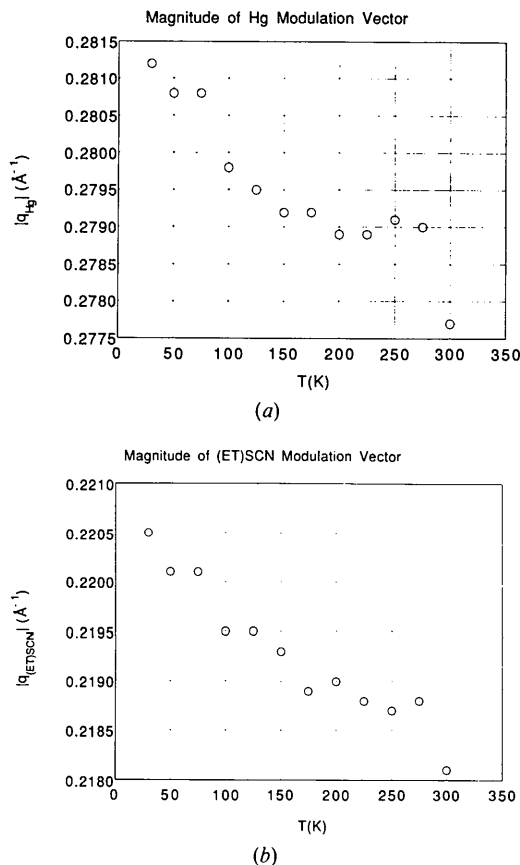 Magnitude of Hg Modulation Vector
0.2815
0.2810
0.2805
0.2800
0.2795
0.2790
0.2785
0.2780
0.2775
|qHg| (Å-1)
0 50 100 150 200 250 300 350
T(K)
(a)
Magnitude of (ET)SCN Modulation Vector
0.2210
0.2205
0.2200
0.2195
0.2190
0.2185
0.2180
|q(ET)SCN| (Å-1)
0 50 100 150 200 250 300 350
T(K)
(b)